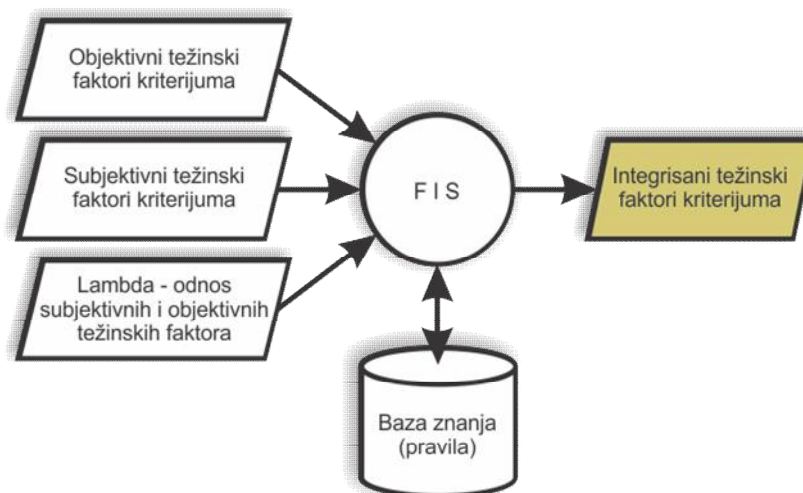 Objektivni težinski
faktori kriterijuma
Subjektivni težinski
faktori kriterijuma
Lambda - odnos
subjektivnih i objektivnih
težinskih faktora
F I S
Integrisani težinski
faktori kriterijuma
Baza znanja
(pravila)